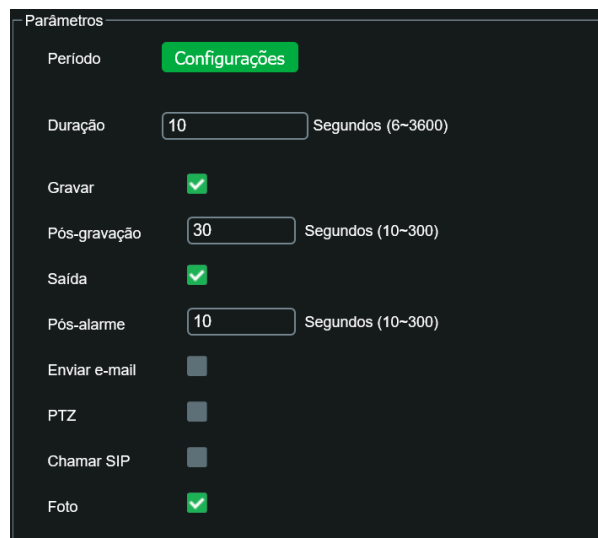 Parâmetros
Período Configurações
Duração 10 Segundos (6~3600)
Gravar
Pós-gravação 30 Segundos (10~300)
Saída
Pós-alarme 10 Segundos (10~300)
Enviar e-mail
PTZ
Chamar SIP
Foto